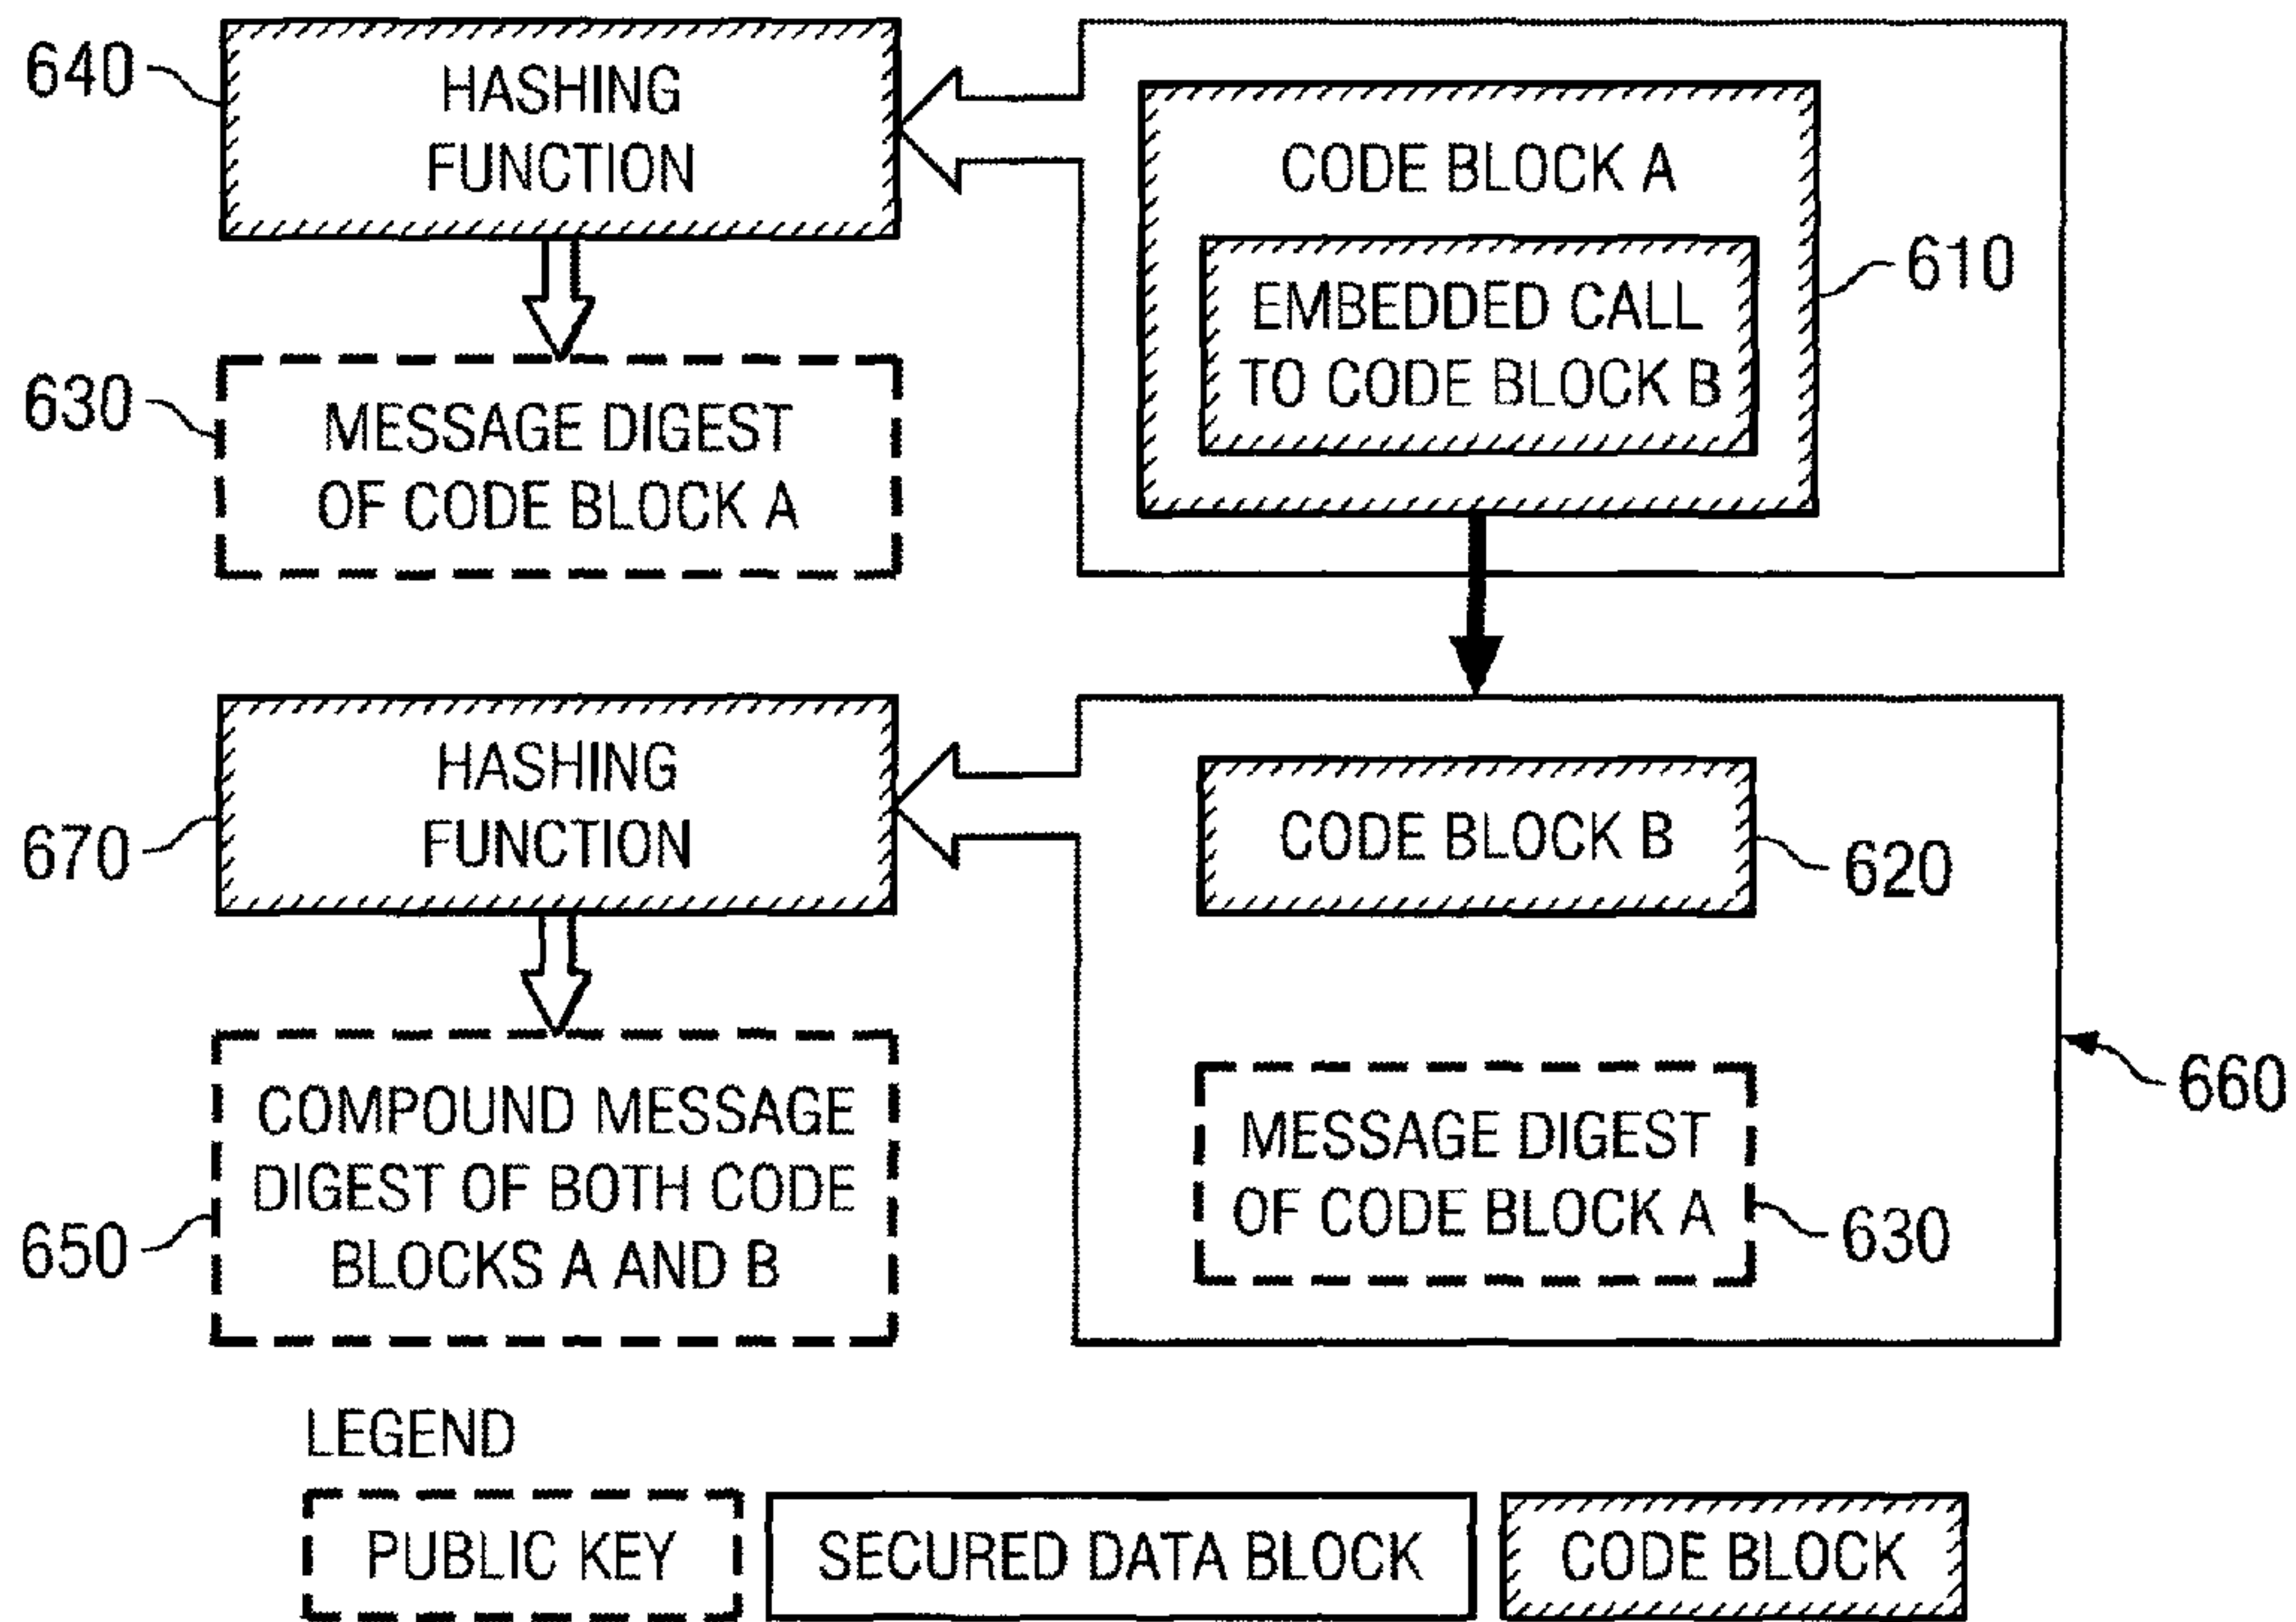 640
HASHING
FUNCTION
CODE BLOCK A
EMBEDDED CALL
TO CODE BLOCK B
610
630
MESSAGE DIGEST
OF CODE BLOCK A
670
HASHING
FUNCTION
CODE BLOCK B
620
650
COMPOUND MESSAGE
DIGEST OF BOTH CODE
BLOCKS A AND B
MESSAGE DIGEST
OF CODE BLOCK A
630
660
LEGEND
PUBLIC KEY
SECURED DATA BLOCK
CODE BLOCK